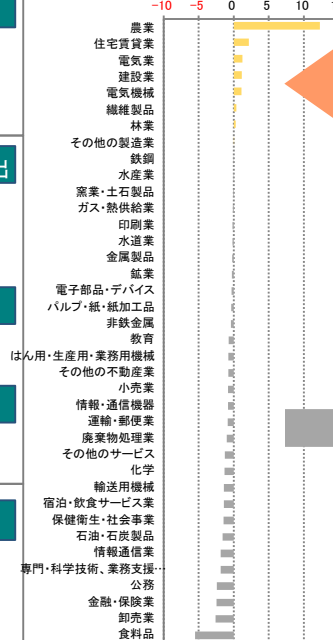 −10 −5 0 5 10
農業
住宅賃貸業
電気業
建設業
電気機械
繊維製品
林業
その他の製造業
鉄鋼
水産業
窯業・土石製品
ガス・熱供給業
印刷業
水道業
金属製品
鉱業
電子部品・デバイス
パルプ・紙・紙加工品
非鉄金属
教育
はん用・生産用・業務用機械
その他の不動産業
小売業
情報・通信機器
運輸・郵便業
廃棄物処理業
その他のサービス
化学
輸送用機械
宿泊・飲食サービス業
保健衛生・社会事業
石油・石炭製品
情報通信業
専門・科学技術、業務支援…
公務
金融・保険業
卸売業
食料品
出